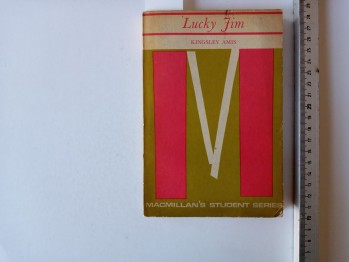 Lucky Jim
KINGSLEY AMIS
MACMILLAN'S STUDENT SERIES